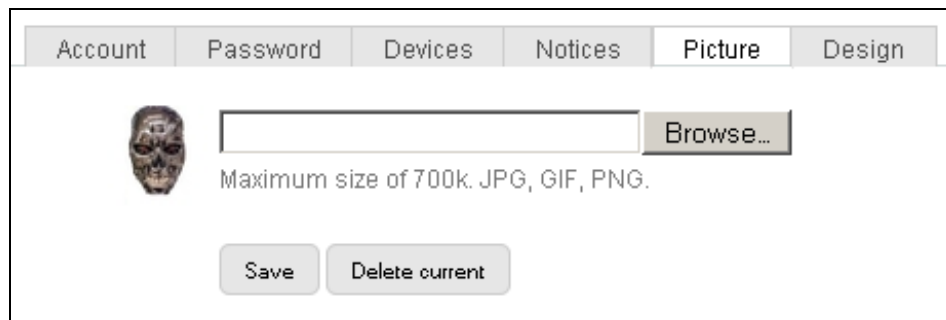 Account Password Devices Notices Picture Design
Browse...
Maximum size of 700k. JPG, GIF, PNG.
Save Delete current